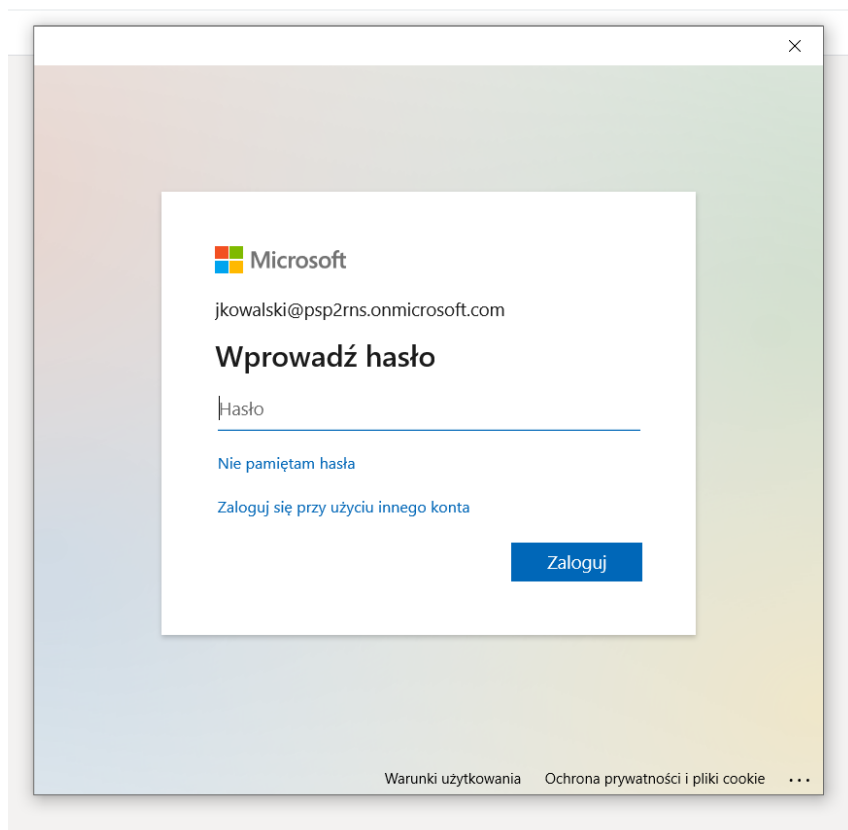 Microsoft
jkowalski@psp2rns.onmicrosoft.com
Wprowadź hasło
Hasło
Nie pamiętam hasła
Zaloguj się przy użyciu innego konta
Zaloguj
Warunki użytkowania Ochrona prywatności i pliki cookie ...